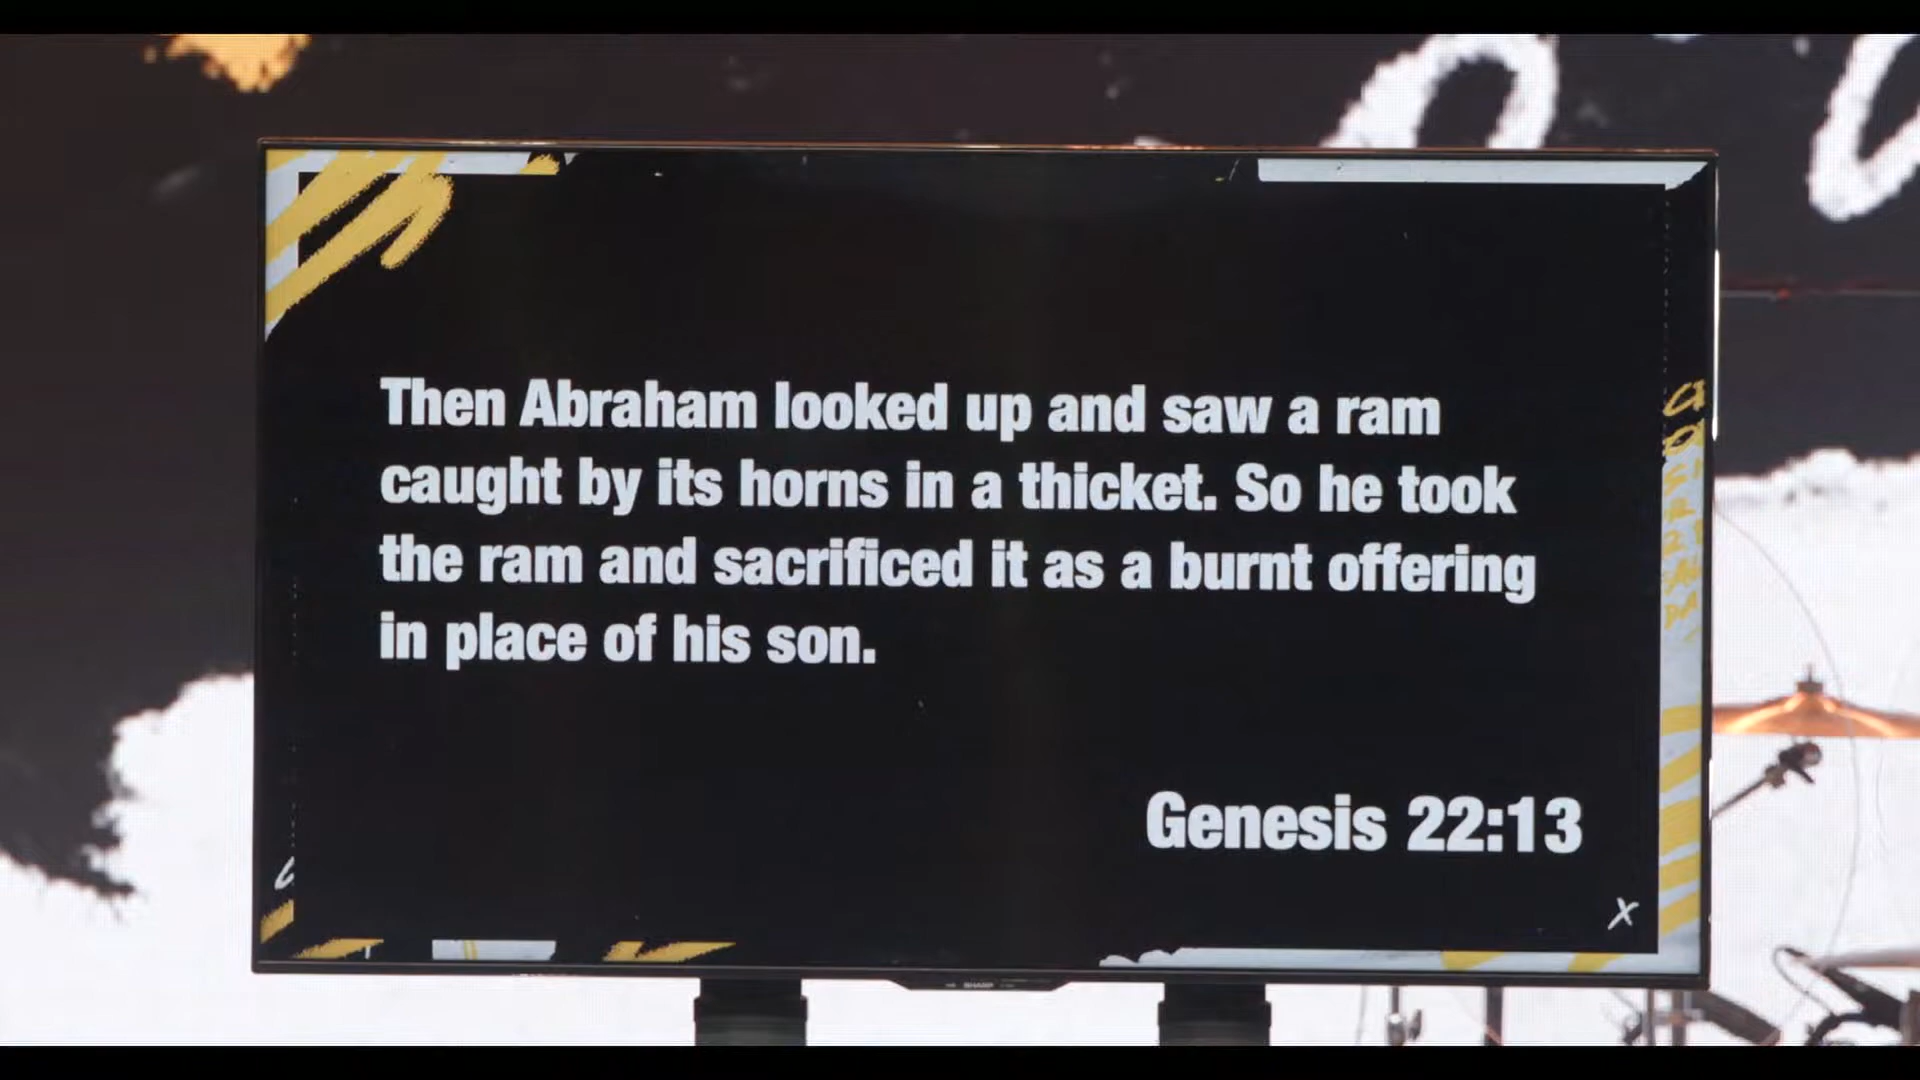 Then Abraham looked up and saw a ram
caught by its horns in a thicket. So he took
the ram and sacrificed it as a burnt offering
in place of his son.
Genesis 22:13
X
SHARP